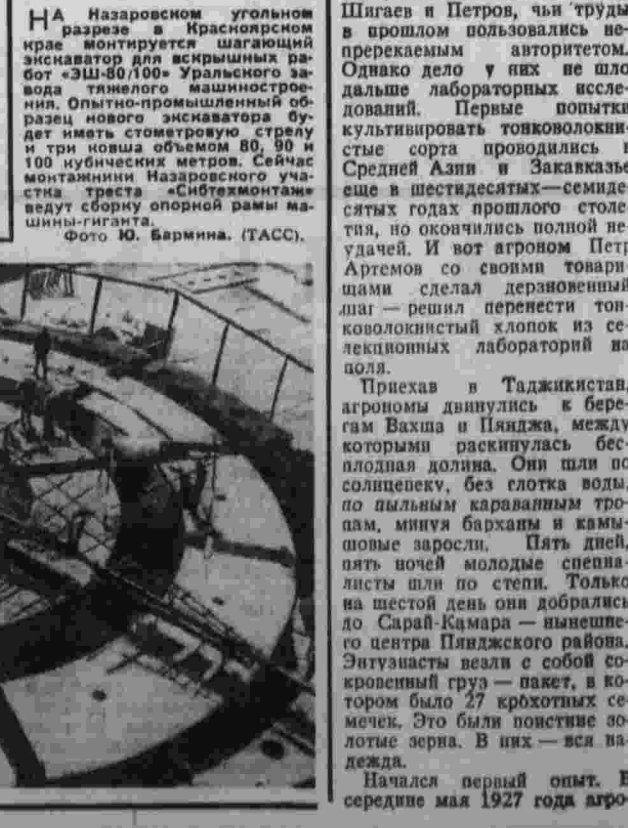 НА Назаровском угольном
разрезе в Красноярском
крае монтируется шагающий
экскаватор для вскрышных ра-
бот «ЭШ-80/100» Уральского за-
вода тяжелого машинострое-
ния. Опытно-промышленный об-
разец нового экскаватора бу-
дет иметь стометровую стрелу
и три ковша объемом 80, 90 и
100 кубических метров. Сейчас
монтажники Назаровского уча-
стка треста «Сибтехмонтаж»
ведут сборку опорной рамы ма-
шины-гиганта.
Фото Ю. Бармина. (ТАСС).
Шигаев и Петров, чьи труды
в прошлом пользовались не-
пререкаемым авторитетом.
Однако дело у них не шло
дальше лабораторных иссле-
дований. Первые попытки
культивировать тонковолокни-
стые сорта проводились в
Средней Азии и Закавказье
еще в шестидесятых—семиде-
сятых годах прошлого столе-
тия, но окончились полной не-
удачей. И вот агроном Петр
Артемов со своими товари-
щами сделал дерзновенный
шаг — решил перенести тон-
коволокнистый хлопок из се-
лекционных лабораторий на
поля.
Приехав в Таджикистан,
агрономы двинулись к бере-
гам Вахша и Пянджа, между
которыми раскинулась бес-
плодная долина. Они шли по
солнцепеку, без глотка воды,
по пыльным караванным тро-
пам, минуя барханы и камы-
шовые заросли. Пять дней,
пять ночей молодые специа-
листы шли по степи. Только
на шестой день они добрались
до Сарай-Камара — нынешне-
го центра Пянджского района.
Энтузиасты везли с собой со-
кровенный груз — пакет, в ко-
тором было 27 крохотных се-
мечек. Это были поистине зо-
лотые зерна. В них — вся на-
дежда.
Начался первый опыт. В
середине мая 1927 года агро-